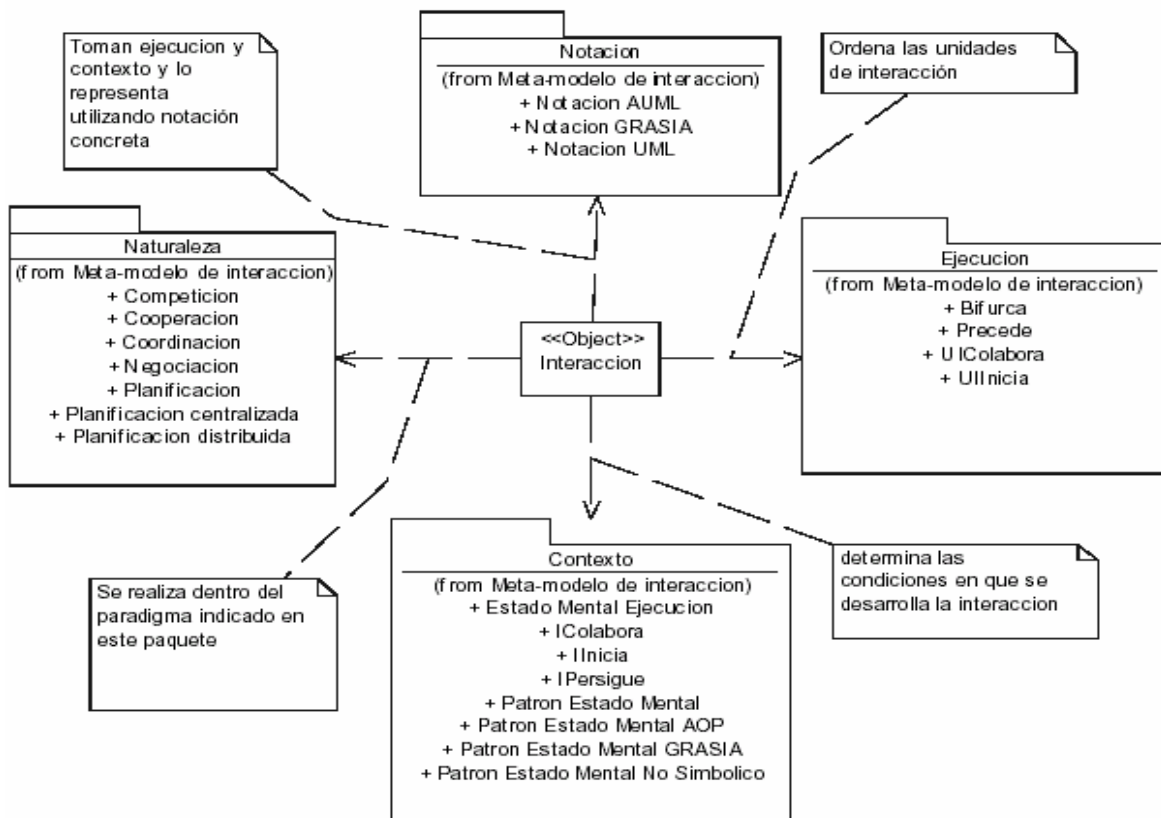 Toman ejecucion y
contexto y lo
representa
utilizando notación
concreta
Notacion
(from Meta-modelo de interaccion)
+ Notacion AUML
+ Notacion GRASIA
+ Notacion UML
Ordena las unidades
de interacción
Naturaleza
(from Meta-modelo de interaccion)
+ Competicion
+ Cooperacion
+ Coordinacion
+ Negociacion
+ Planificacion
+ Planificacion centralizada
+ Planificacion distribuida
<<Object>>
Interaccion
Ejecucion
(from Meta-modelo de interaccion)
+ Bifurca
+ Precede
+ UIColabora
+ UIInicia
Se realiza dentro del
paradigma indicado en
este paquete
Contexto
(from Meta-modelo de interaccion)
+ Estado Mental Ejecucion
+ IColabora
+ IInicia
+ IPersigue
+ Patron Estado Mental
+ Patron Estado Mental AOP
+ Patron Estado Mental GRASIA
+ Patron Estado Mental No Simbolico
determina las
condiciones en que se
desarrolla la interaccion